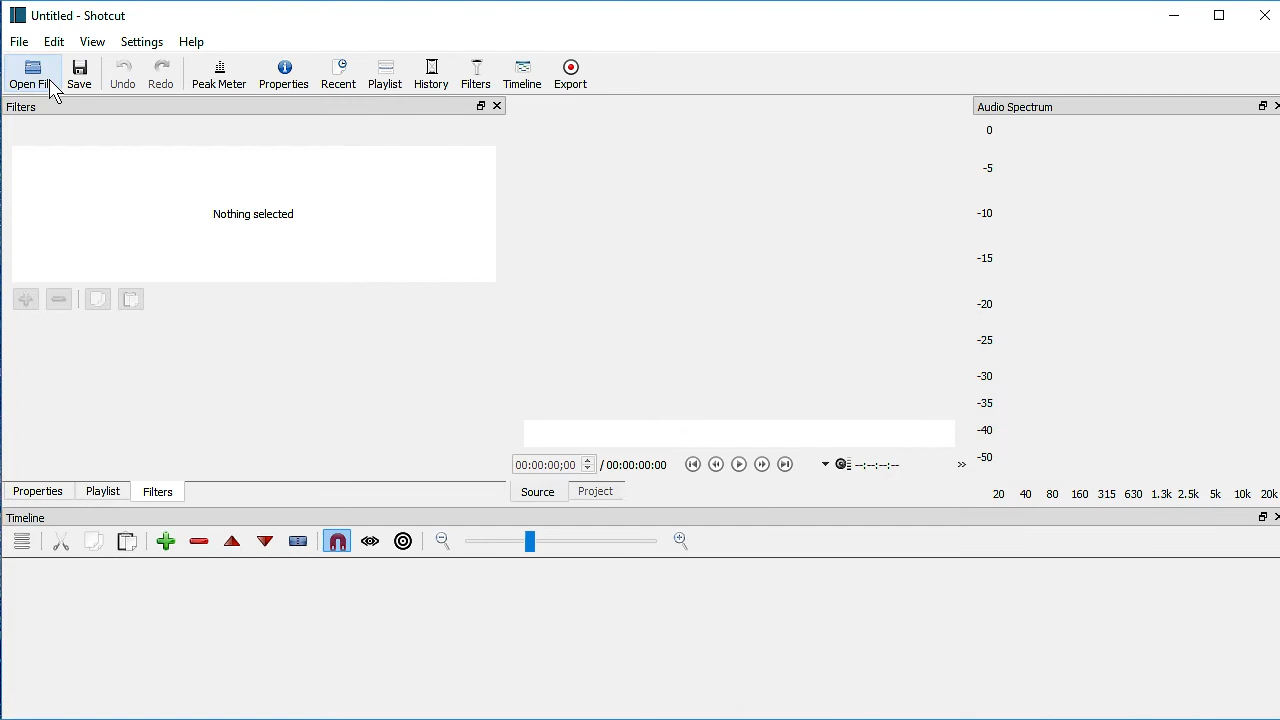 Untitled - Shotcut
File Edit View Settings Help
Open Fil Save Undo Redo Peak Meter Properties Recent Playlist History Filters Timeline Export
Filters
Audio Spectrum
Nothing selected
0
-5
-10
-15
-20
-25
-30
-35
-40
-50
00:00:00;00 / 00:00:00:00 --:--:--:-- »
20 40 80 160 315 630 1.3k 2.5k 5k 10k 20k
Properties Playlist Filters
Source Project
Timeline